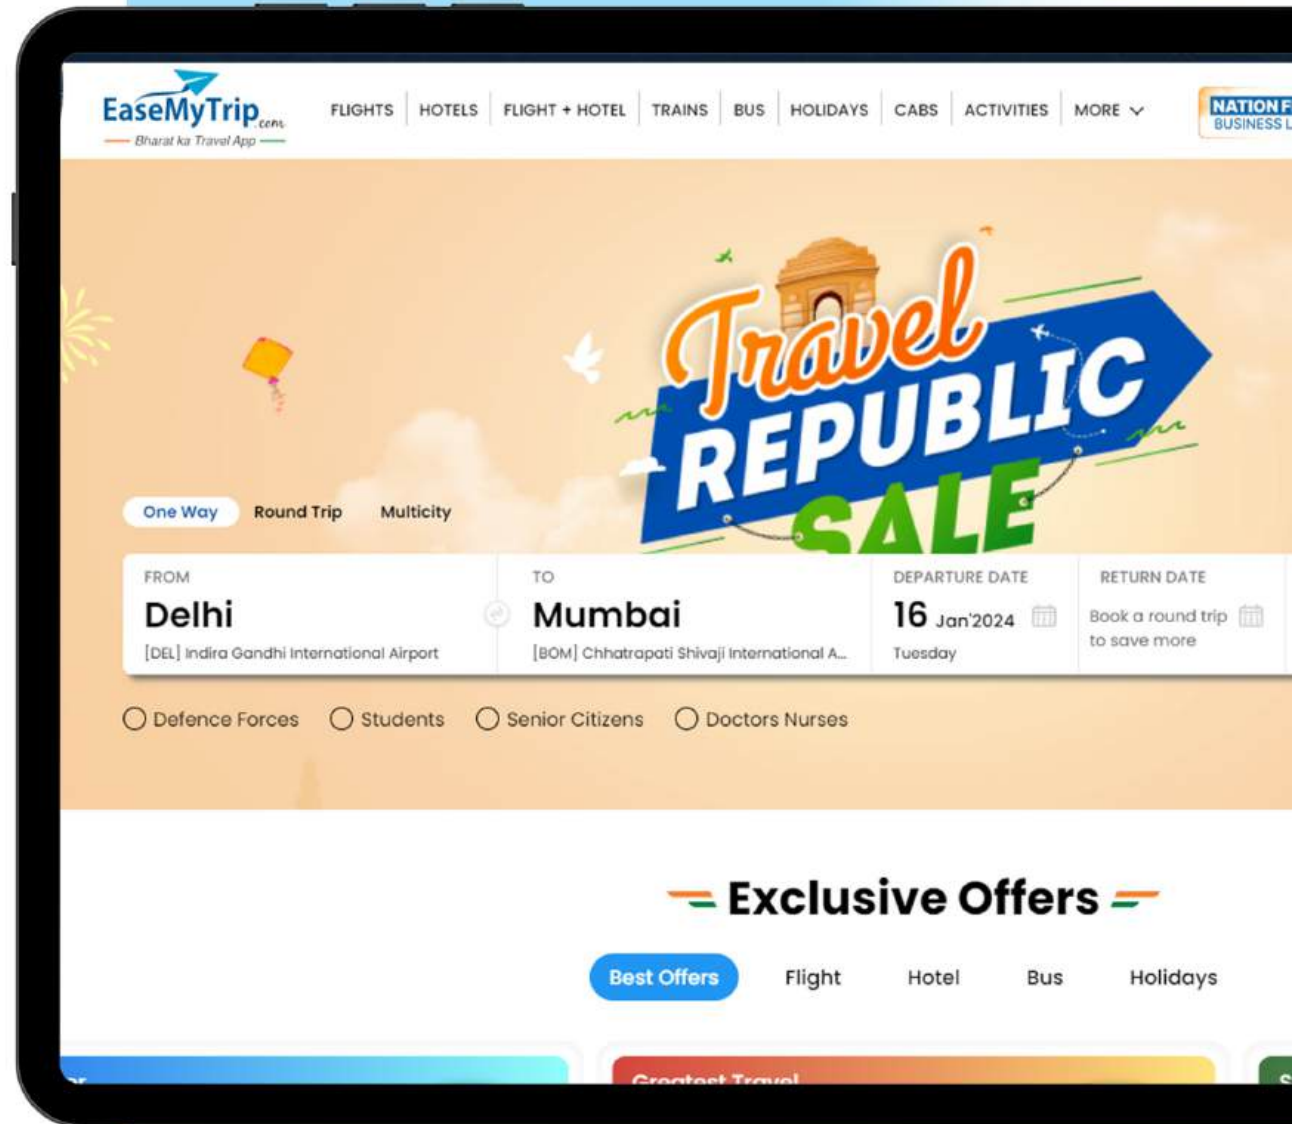 EaseMyTrip.com
Bharat ka Travel App
FLIGHTS HOTELS FLIGHT + HOTEL TRAINS BUS HOLIDAYS CABS ACTIVITIES MORE
NATION F
BUSINESS L
Travel
REPUBLIC
SALE
One Way Round Trip Multicity
FROM TO DEPARTURE DATE RETURN DATE
Delhi Mumbai 16 Jan'2024 Book a round trip
to save more
[DEL] Indira Gandhi International Airport [BOM] Chhatrapati Shivaji International A... Tuesday
Defence Forces Students Senior Citizens Doctors Nurses
Exclusive Offers
Best Offers Flight Hotel Bus Holidays
Greatest Travel